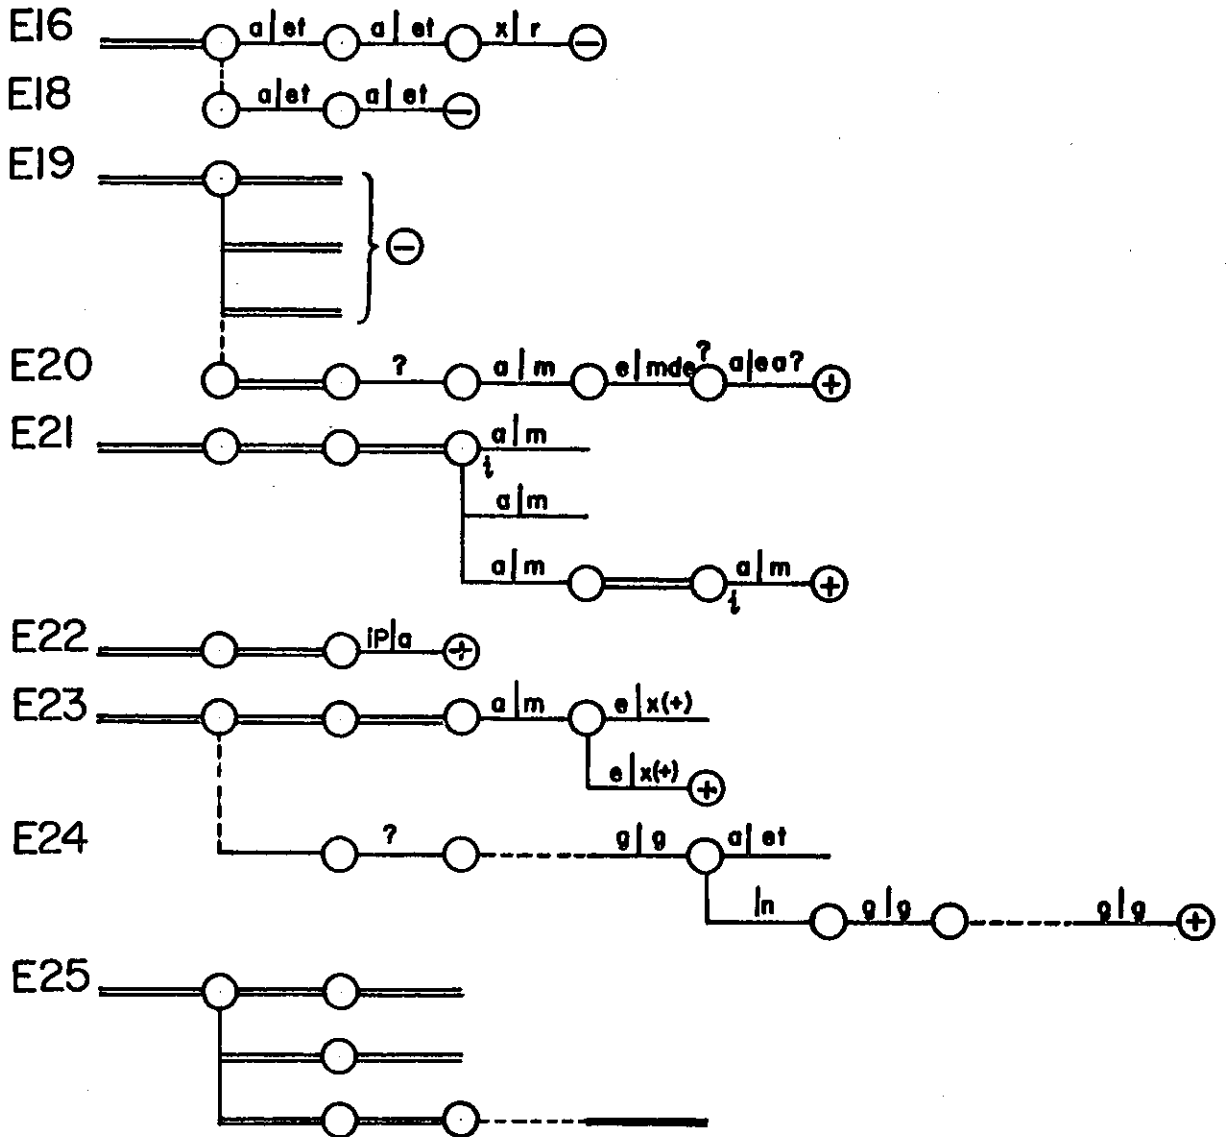 E16 a|et a|et x|r −
E18 a|et a|et −
E19
−
E20 ? a|m e|mde? a|ea? +
E21 a|m
i
a|m
a|m a|m +
i
E22 iP|a +
E23 a|m e|x(+)
e|x(+) +
E24 ? g|g a|et
|n g|g g|g +
E25